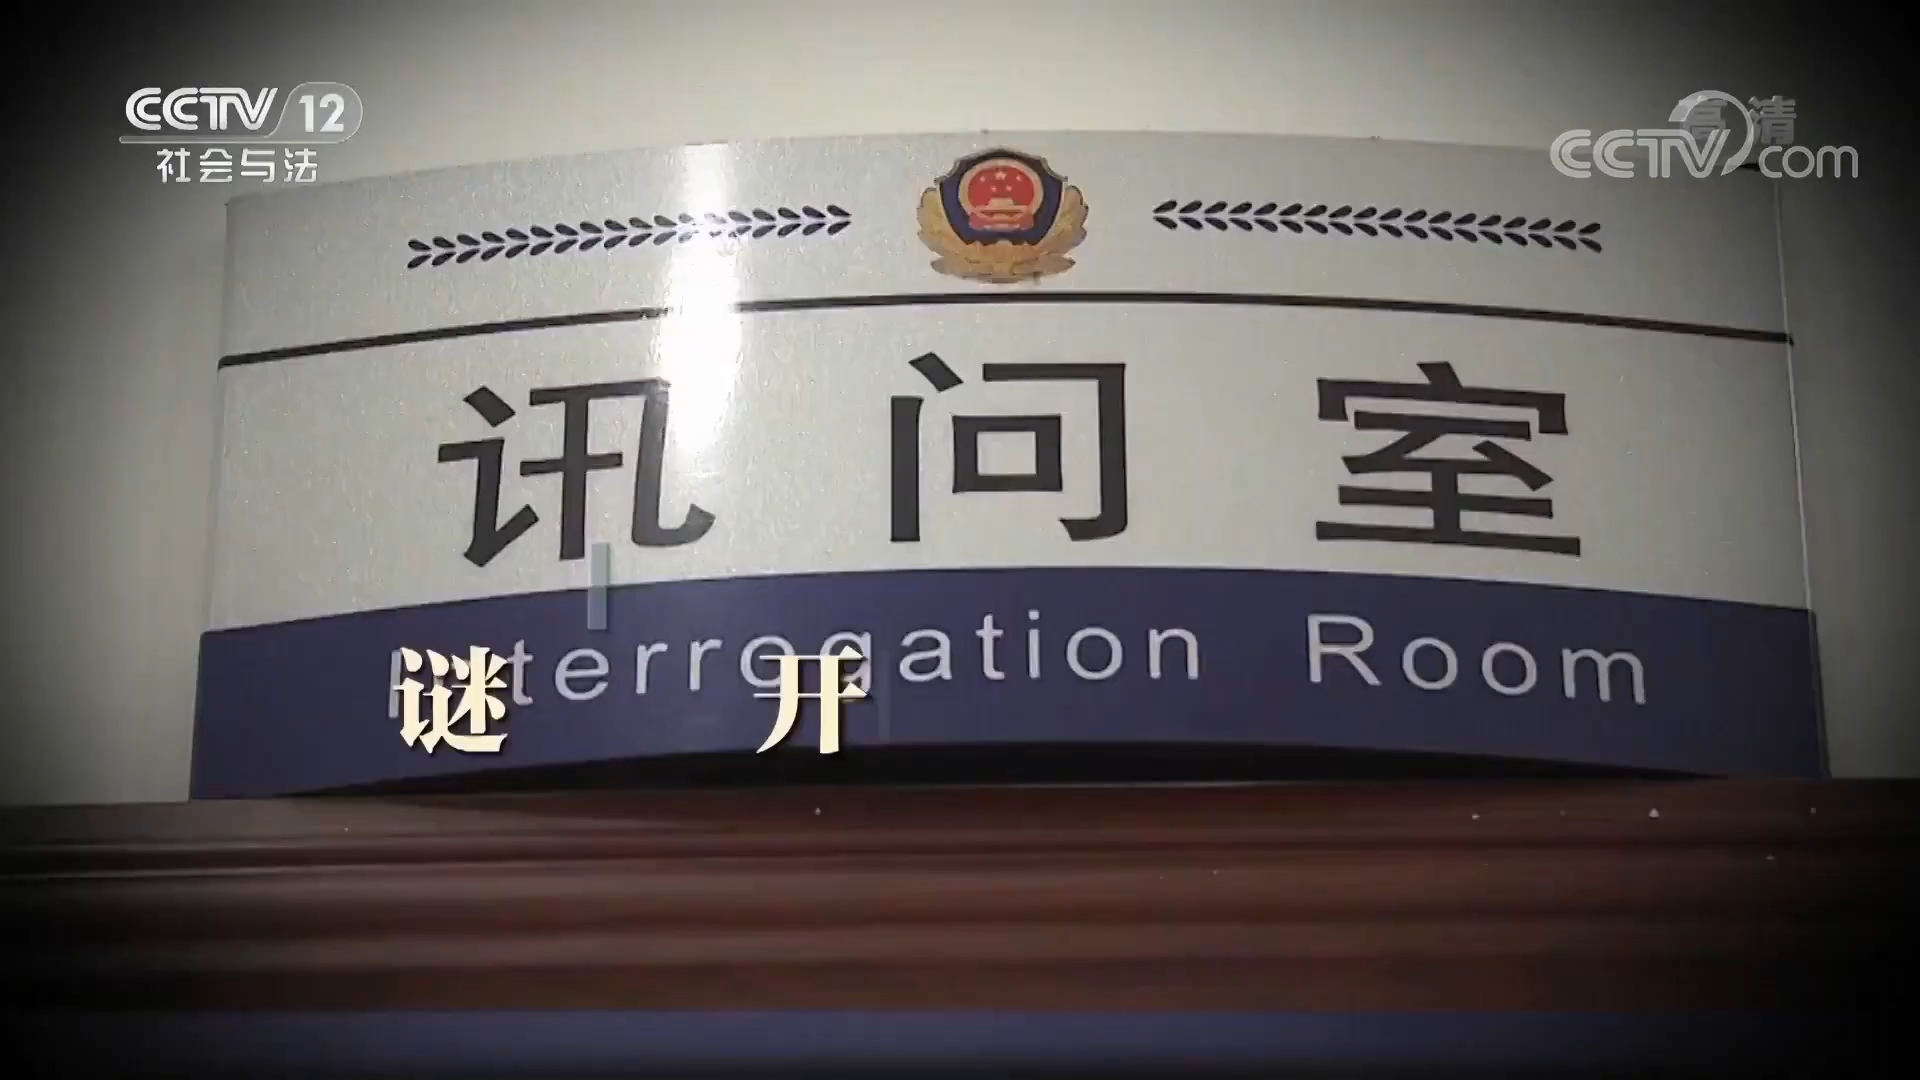 CCTV 12
社会与法
高清
CCTV com
讯问室
Interrogation Room
谜 开